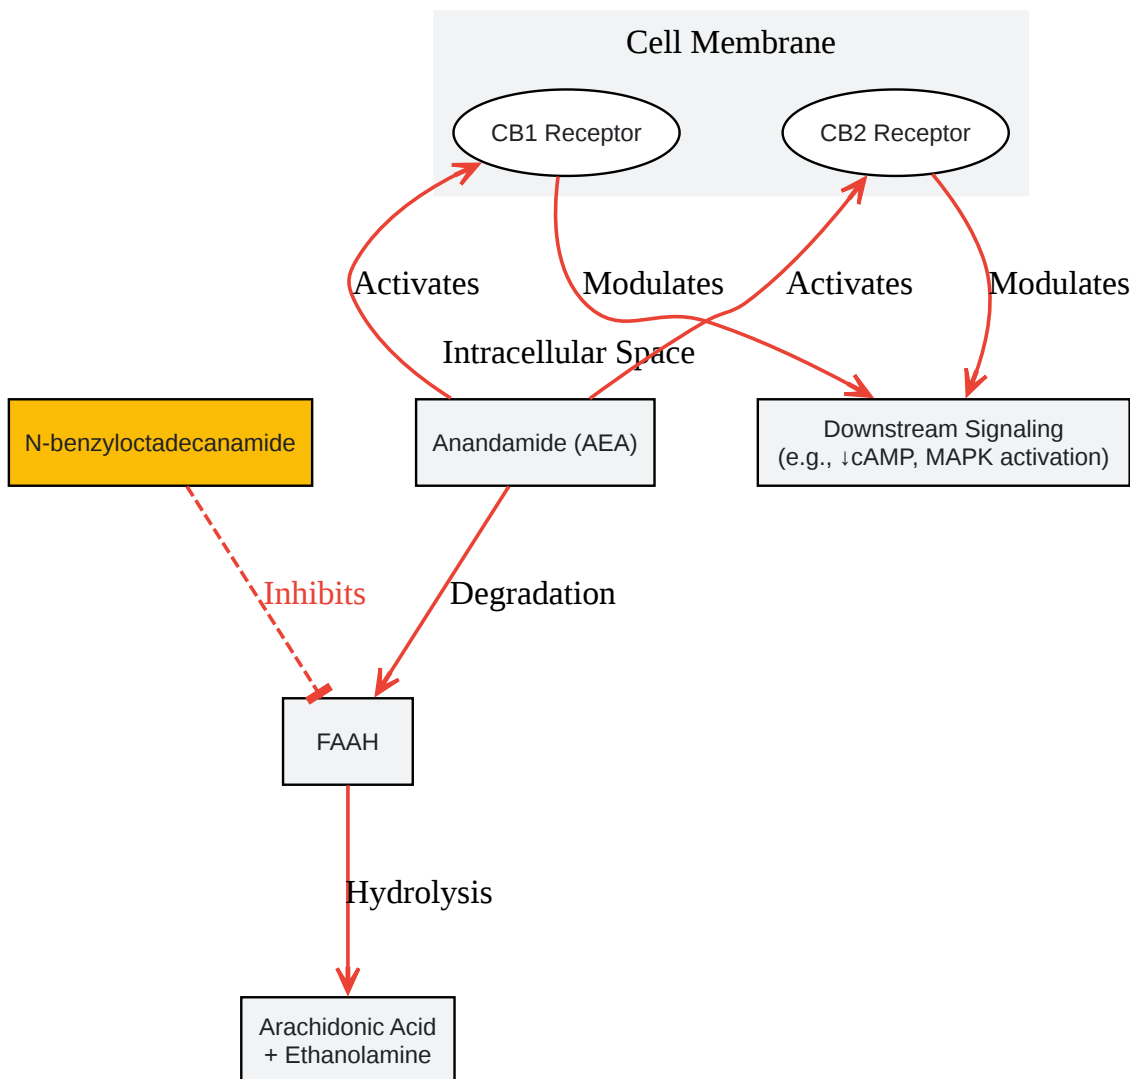 Cell Membrane
CB1 Receptor
CB2 Receptor
Activates
Modulates
Activates
Modulates
Intracellular Space
N-benzyloctadecanamide
Anandamide (AEA)
Downstream Signaling
(e.g., ↓cAMP, MAPK activation)
Inhibits
Degradation
FAAH
Hydrolysis
Arachidonic Acid
+ Ethanolamine